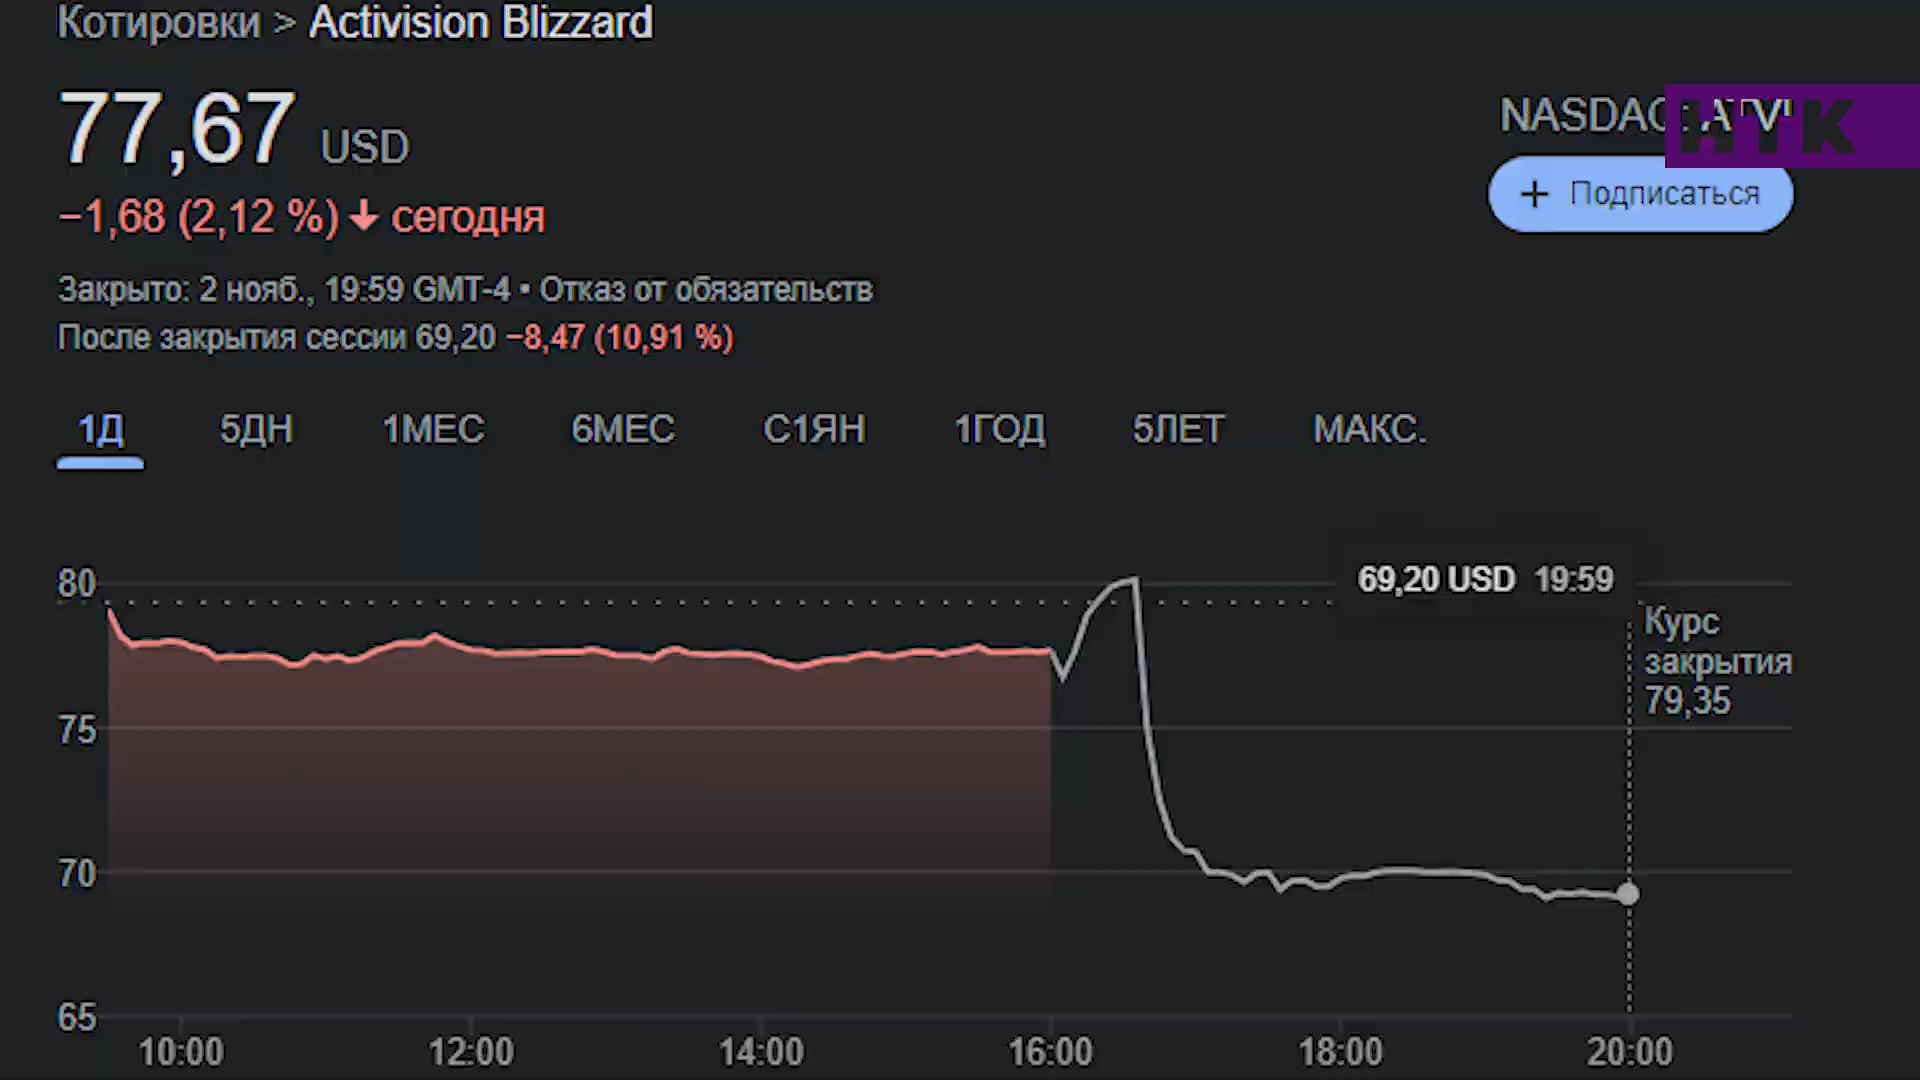 Котировки > Activision Blizzard
77,67 USD
−1,68 (2,12 %) ↓ сегодня
Закрыто: 2 нояб., 19:59 GMT-4 • Отказ от обязательств
После закрытия сессии 69,20 −8,47 (10,91 %)
NASDAQ: ATVI
НТК
+ Подписаться
1Д 5ДН 1МЕС 6МЕС С1ЯН 1ГОД 5ЛЕТ МАКС.
69,20 USD 19:59
Курс
закрытия
79,35
80
75
70
65
10:00 12:00 14:00 16:00 18:00 20:00